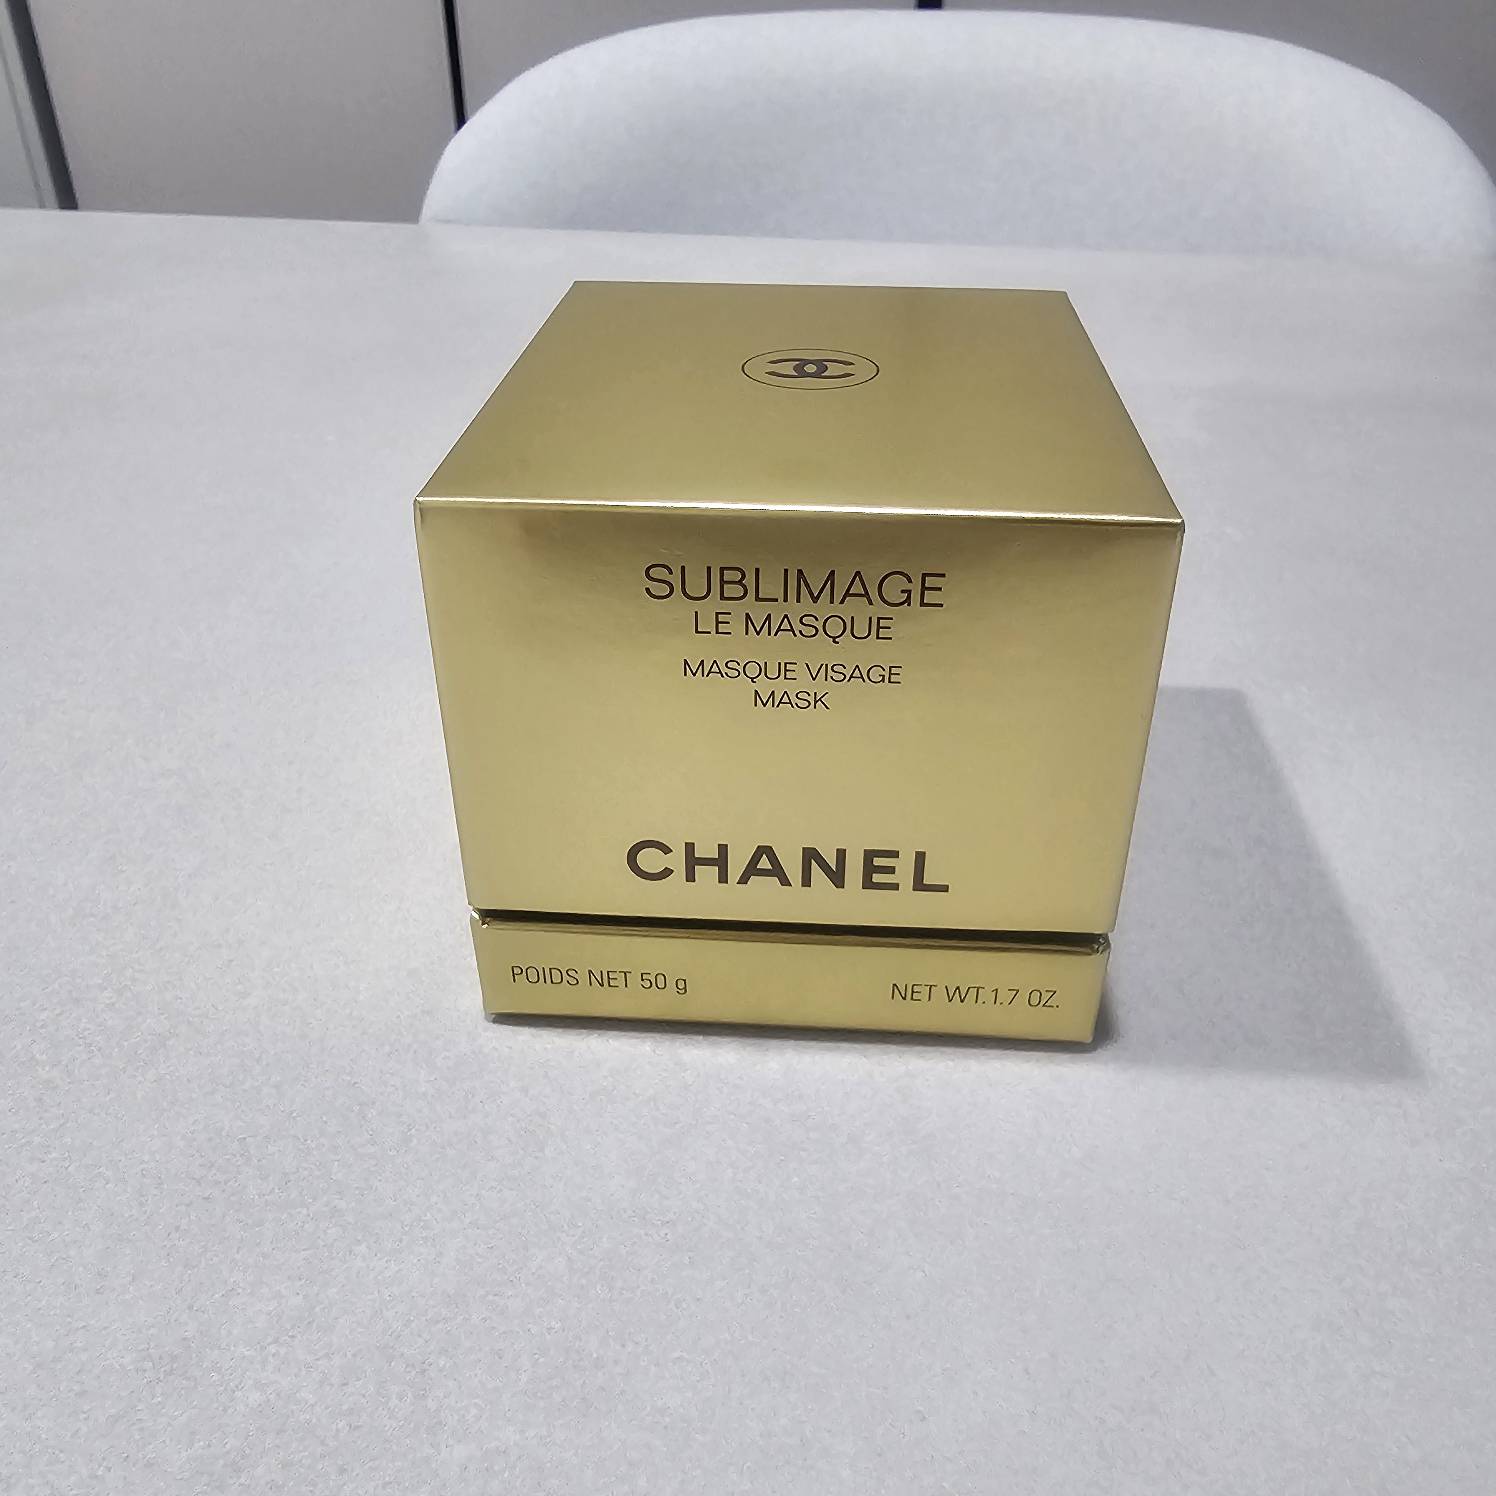 SUBLIMAGE
LE MASQUE
MASQUE VISAGE
MASK
CHANEL
POIDS NET 50 g NET WT.1.7 OZ.